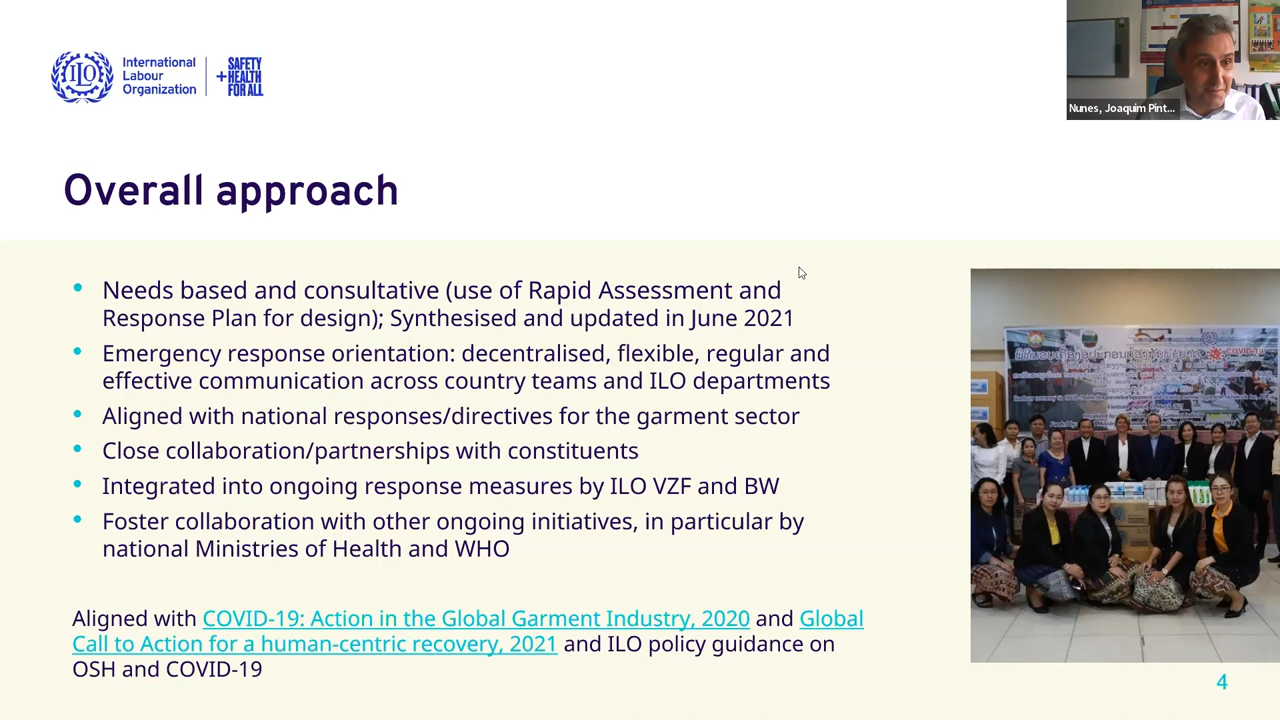 International
Labour
Organization
SAFETY
+HEALTH
FOR ALL
Nunes, Joaquim Pint...
Overall approach
• Needs based and consultative (use of Rapid Assessment and
Response Plan for design); Synthesised and updated in June 2021
• Emergency response orientation: decentralised, flexible, regular and
effective communication across country teams and ILO departments
• Aligned with national responses/directives for the garment sector
• Close collaboration/partnerships with constituents
• Integrated into ongoing response measures by ILO VZF and BW
• Foster collaboration with other ongoing initiatives, in particular by
national Ministries of Health and WHO
Aligned with COVID-19: Action in the Global Garment Industry, 2020 and Global
Call to Action for a human-centric recovery, 2021 and ILO policy guidance on
OSH and COVID-19
4